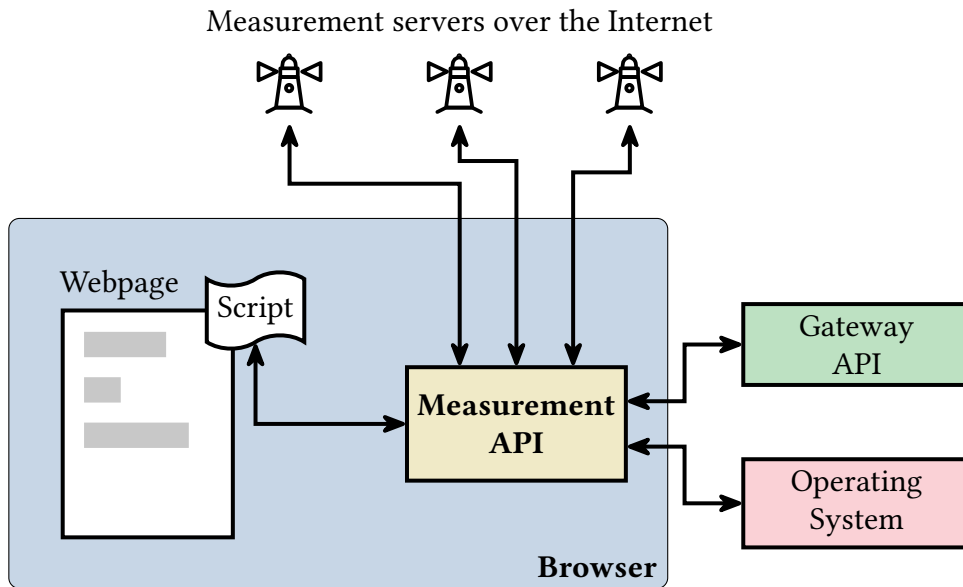 Measurement servers over the Internet
Webpage
Script
Gateway
API
Measurement
API
Operating
System
Browser